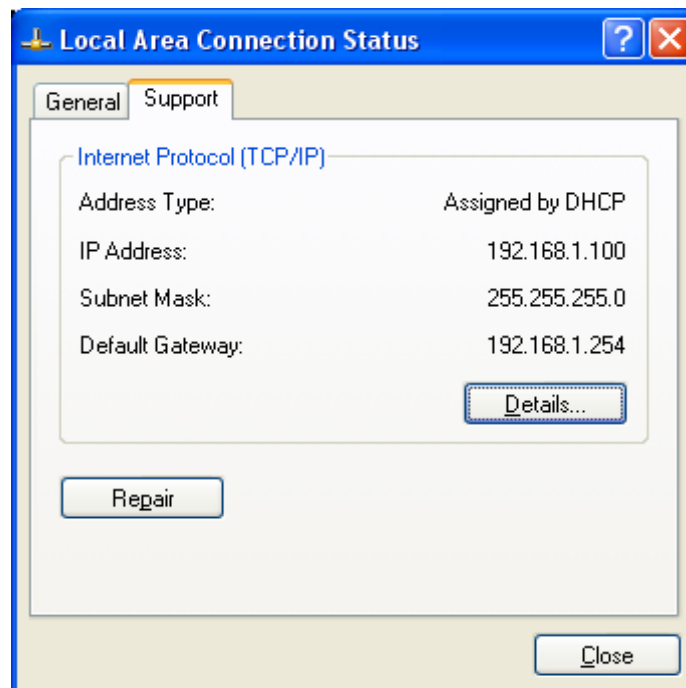 Local Area Connection Status
General Support
Internet Protocol (TCP/IP)
Address Type: Assigned by DHCP
IP Address: 192.168.1.100
Subnet Mask: 255.255.255.0
Default Gateway: 192.168.1.254
Details...
Repair
Close